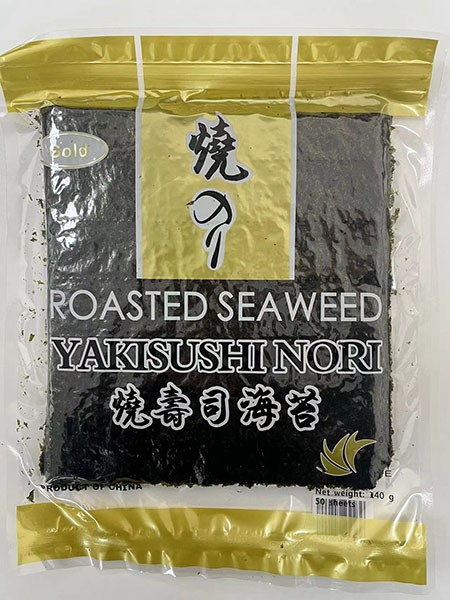 Gold
燒のり
ROASTED SEAWEED
YAKISUSHI NORI
燒壽司海苔
PRODUCT OF CHINA
Net weight: 140 g
50 sheets